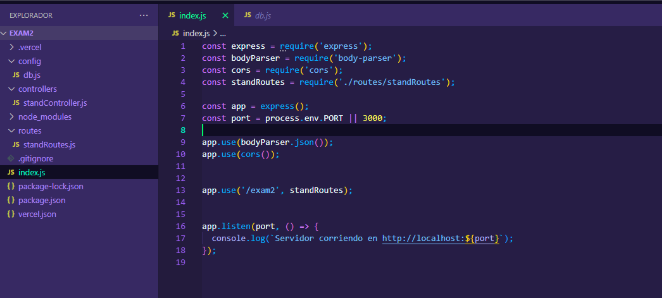 EXPLORADOR
···
EXAM2
.vercel
config
JS db.js
controllers
JS standController.js
node_modules
routes
JS standRoutes.js
.gitignore
JS index.js
{} package-lock.json
{} package.json
{} vercel.json
JS index.js ×
JS db.js
JS index.js > ...
1 const express = require('express');
2 const bodyParser = require('body-parser');
3 const cors = require('cors');
4 const standRoutes = require('./routes/standRoutes');
5
6 const app = express();
7 const port = process.env.PORT || 3000;
8
9 app.use(bodyParser.json());
10 app.use(cors());
11
12
13 app.use('/exam2', standRoutes);
14
15
16 app.listen(port, () => {
17 console.log(`Servidor corriendo en http://localhost:${port}`);
18 });
19